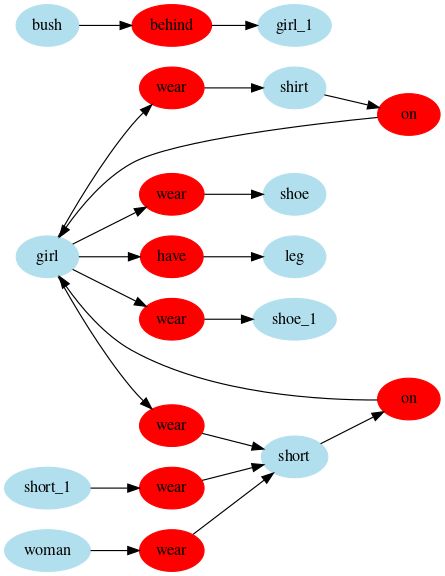 bush behind girl_1
wear shirt
on
wear shoe
girl have leg
wear shoe_1
on
wear
short
short_1 wear
woman wear